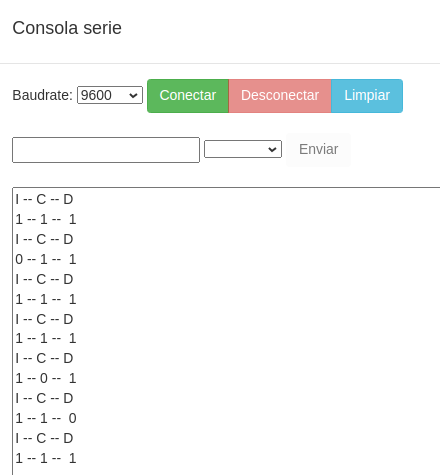 Consola serie
Baudrate: 9600 Conectar Desconectar Limpiar
Enviar
I -- C -- D
1 -- 1 --  1
I -- C -- D
0 -- 1 --  1
I -- C -- D
1 -- 1 --  1
I -- C -- D
1 -- 1 --  1
I -- C -- D
1 -- 0 --  1
I -- C -- D
1 -- 1 --  0
I -- C -- D
1 -- 1 --  1